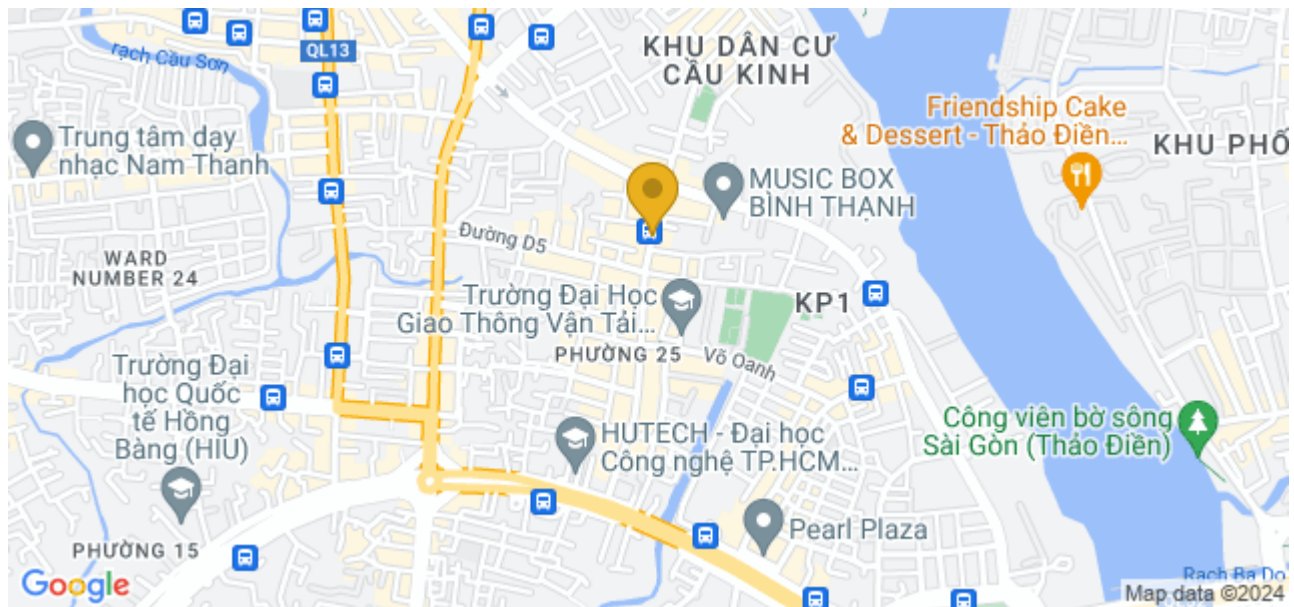 KHU DÂN CƯ
CẦU KINH
QL13
rạch Cầu Sơn
Friendship Cake
& Dessert - Thảo Điền...
Trung tâm dạy
nhạc Nam Thanh
KHU PHỐ
MUSIC BOX
BÌNH THẠNH
Đường D5
WARD
NUMBER 24
Trường Đại Học
Giao Thông Vận Tải...
KP1
PHƯỜNG 25
Võ Oanh
Trường Đại
học Quốc
tế Hồng
Bàng (HIU)
Công viên bờ sông
Sài Gòn (Thảo Điền)
HUTECH - Đại học
Công nghệ TP.HCM...
Pearl Plaza
PHƯỜNG 15
Google
Rạch Ba Do
Map data ©2024